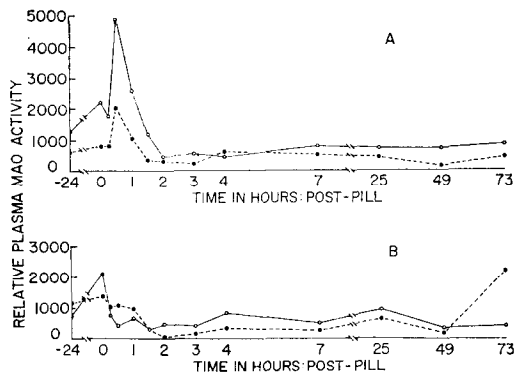 5000
A
4000
3000
2000
1000
0
-24 0 1 2 3 4 7 25 49 73
TIME IN HOURS: POST-PILL
RELATIVE PLASMA MAO ACTIVITY
3000
B
2000
1000
0
-24 0 1 2 3 4 7 25 49 73
TIME IN HOURS: POST-PILL